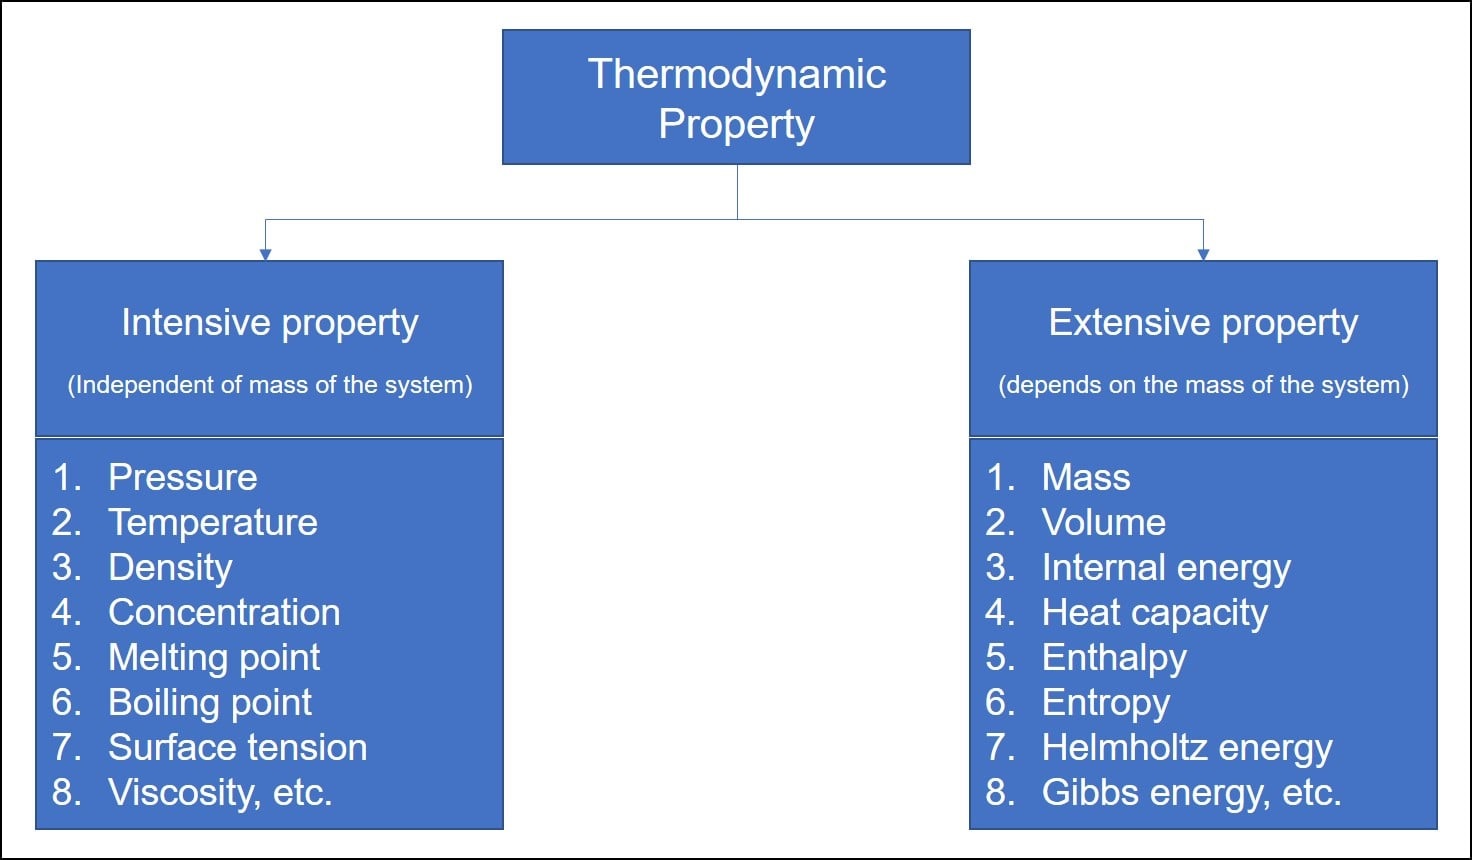 Thermodynamic
Property
Intensive property
(Independent of mass of the system)
1. Pressure
2. Temperature
3. Density
4. Concentration
5. Melting point
6. Boiling point
7. Surface tension
8. Viscosity, etc.
Extensive property
(depends on the mass of the system)
1. Mass
2. Volume
3. Internal energy
4. Heat capacity
5. Enthalpy
6. Entropy
7. Helmholtz energy
8. Gibbs energy, etc.